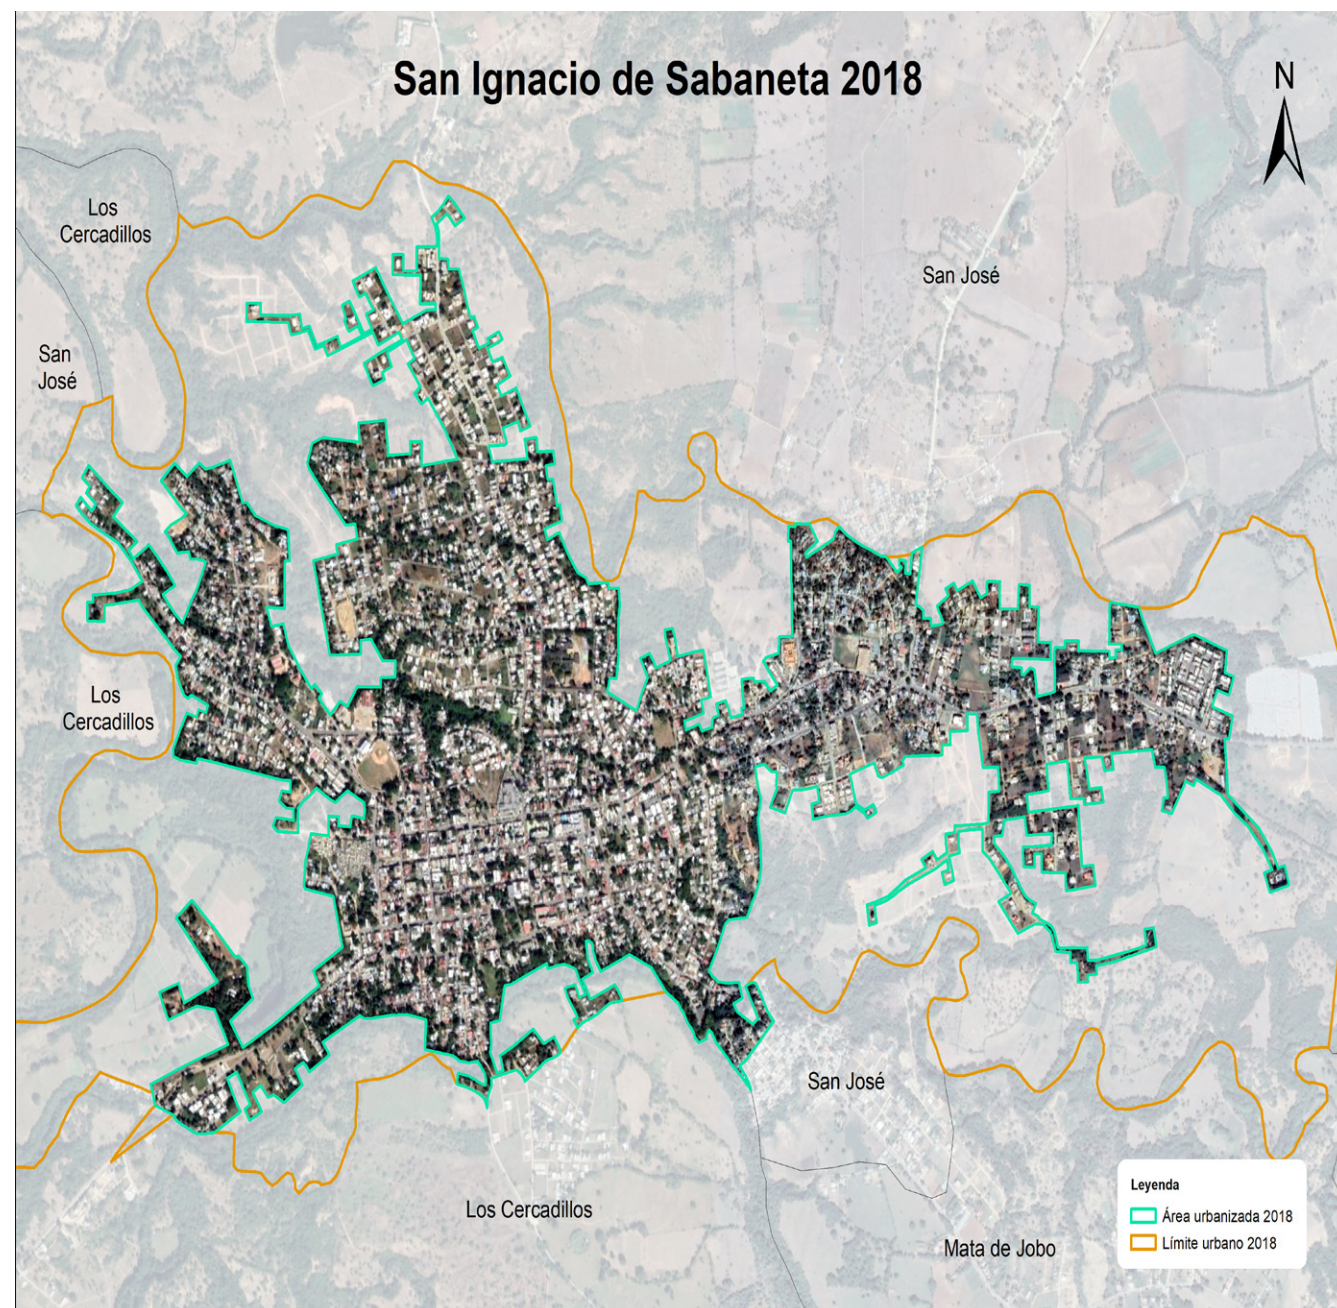 San Ignacio de Sabaneta 2018
N
Los
Cercadillos
San José
San
José
Los
Cercadillos
San José
Los Cercadillos
Mata de Jobo
Leyenda
Área urbanizada 2018
Límite urbano 2018